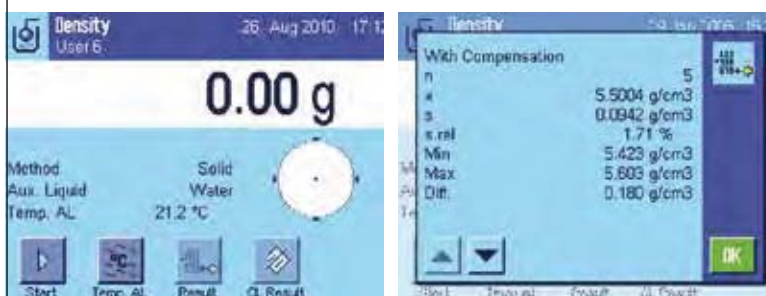 Density
26. Aug 2010 17:1
User 6
0.00 g
Method Solid
Aux. Liquid Water
Temp. AL 21.2 °C
Start Temp. AL Result CL Result
Density
With Compensation
n 5
x 5.5004 g/cm3
s 0.0942 g/cm3
s.rel 1.71 %
Min 5.423 g/cm3
Max 5.603 g/cm3
Diff. 0.180 g/cm3
OK